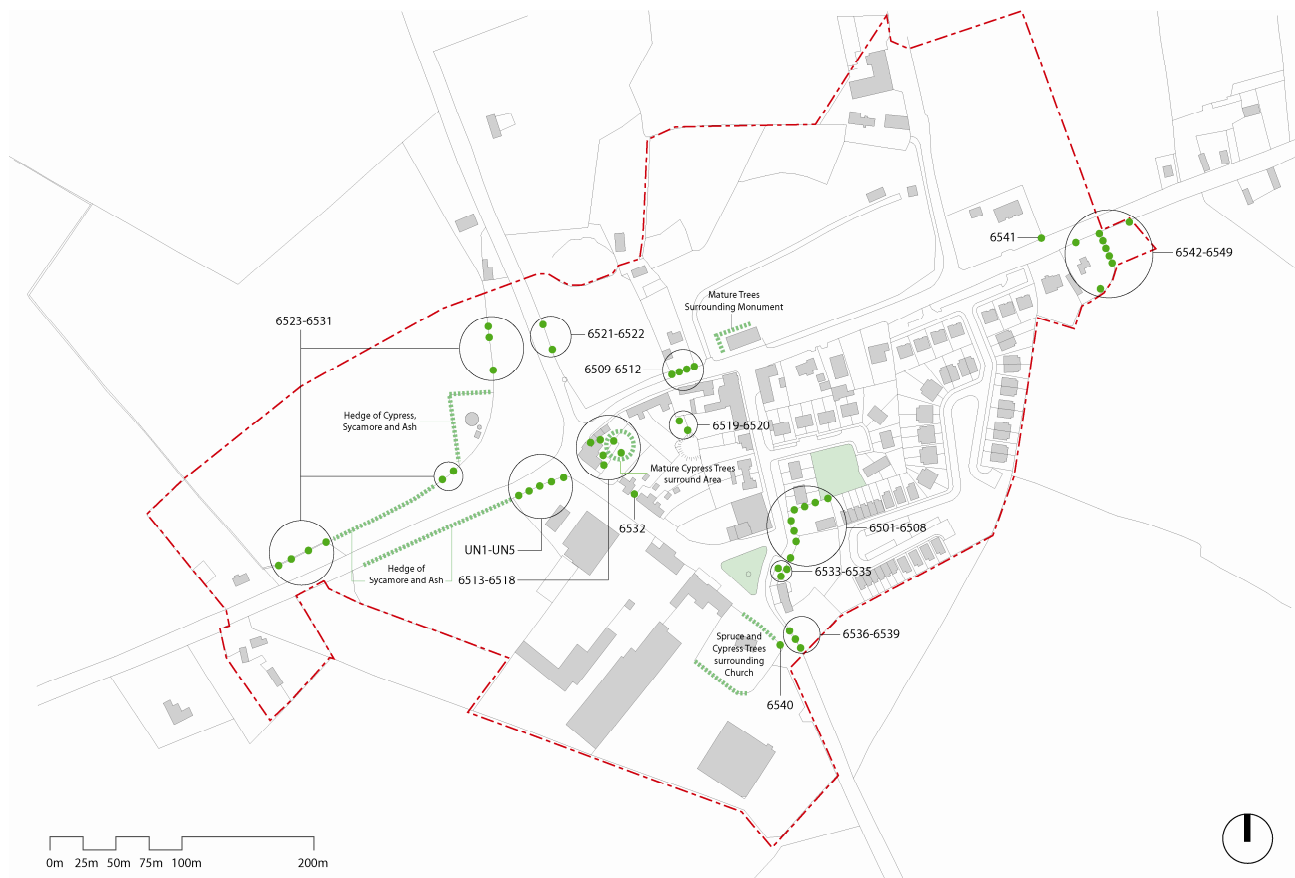 6541
6542-6549
Mature Trees
Surrounding Monument
6523-6531
6521-6522
6509 6512
Hedge of Cypress,
Sycamore and Ash
6519-6520
Mature Cypress Trees
surround Area
6532
6501-6508
UN1-UN5
Hedge of
Sycamore and Ash
6513-6518
6533-6535
6536-6539
Spruce and
Cypress Trees
surrounding
Church
6540
0m 25m 50m 75m 100m 200m